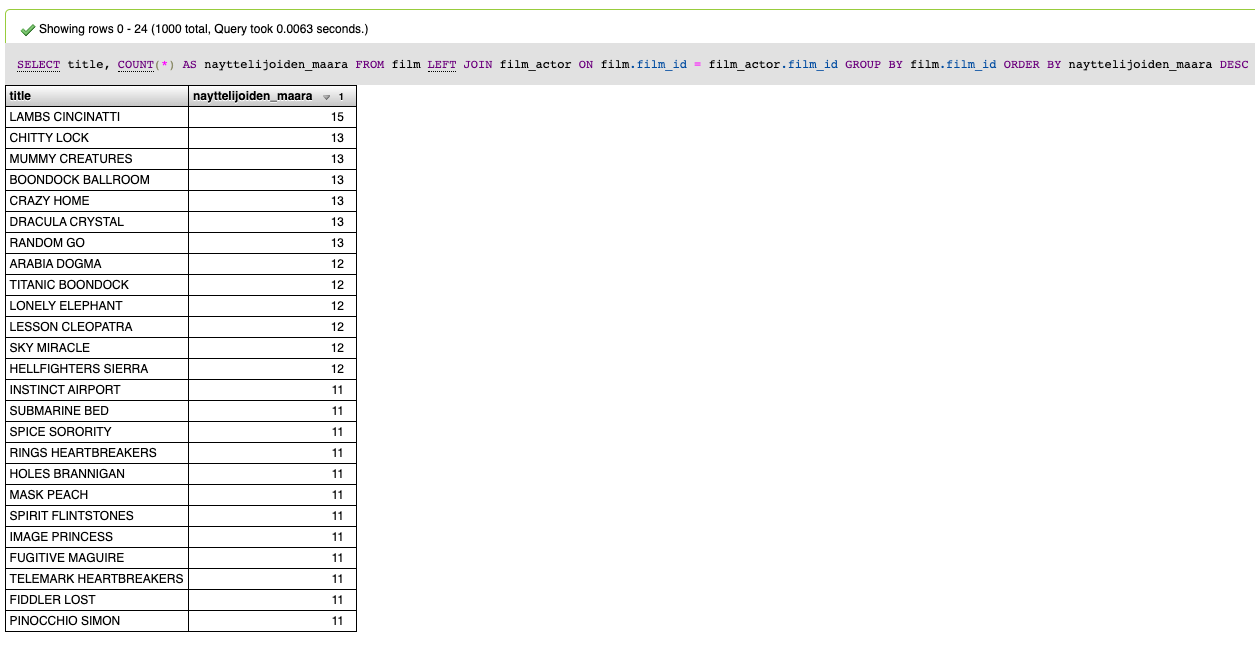 Showing rows 0 - 24 (1000 total, Query took 0.0063 seconds.)
SELECT title, COUNT(*) AS nayttelijoiden_maara FROM film LEFT JOIN film_actor ON film.film_id = film_actor.film_id GROUP BY film.film_id ORDER BY nayttelijoiden_maara DESC
title nayttelijoiden_maara 1
LAMBS CINCINATTI 15
CHITTY LOCK 13
MUMMY CREATURES 13
BOONDOCK BALLROOM 13
CRAZY HOME 13
DRACULA CRYSTAL 13
RANDOM GO 13
ARABIA DOGMA 12
TITANIC BOONDOCK 12
LONELY ELEPHANT 12
LESSON CLEOPATRA 12
SKY MIRACLE 12
HELLFIGHTERS SIERRA 12
INSTINCT AIRPORT 11
SUBMARINE BED 11
SPICE SORORITY 11
RINGS HEARTBREAKERS 11
HOLES BRANNIGAN 11
MASK PEACH 11
SPIRIT FLINTSTONES 11
IMAGE PRINCESS 11
FUGITIVE MAGUIRE 11
TELEMARK HEARTBREAKERS 11
FIDDLER LOST 11
PINOCCHIO SIMON 11